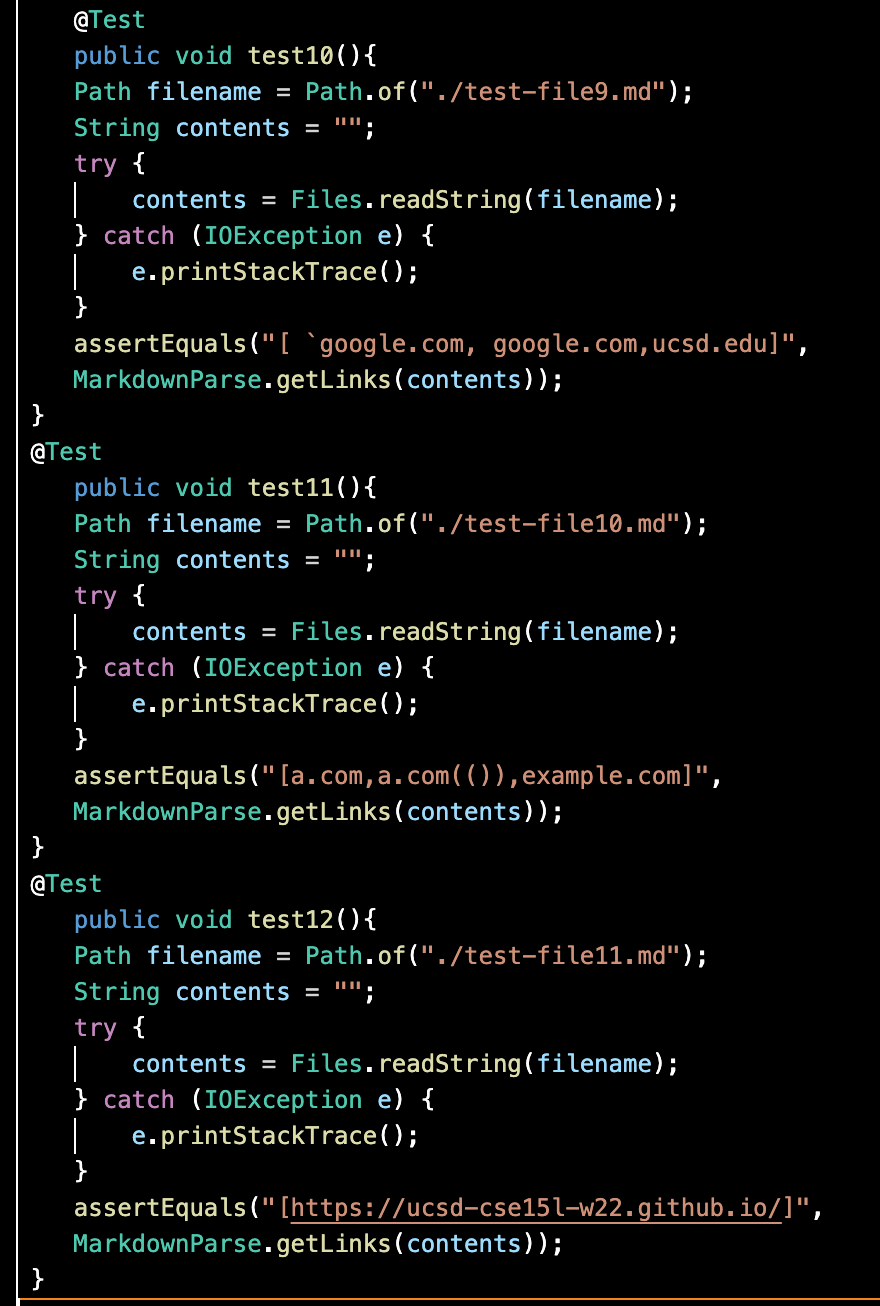 @Test
public void test10(){
Path filename = Path.of("./test-file9.md");
String contents = "";
try {
contents = Files.readString(filename);
} catch (IOException e) {
e.printStackTrace();
}
assertEquals("[ `google.com, google.com,ucsd.edu]",
MarkdownParse.getLinks(contents));
}
@Test
public void test11(){
Path filename = Path.of("./test-file10.md");
String contents = "";
try {
contents = Files.readString(filename);
} catch (IOException e) {
e.printStackTrace();
}
assertEquals("[a.com,a.com(()),example.com]",
MarkdownParse.getLinks(contents));
}
@Test
public void test12(){
Path filename = Path.of("./test-file11.md");
String contents = "";
try {
contents = Files.readString(filename);
} catch (IOException e) {
e.printStackTrace();
}
assertEquals("[https://ucsd-cse15l-w22.github.io/]",
MarkdownParse.getLinks(contents));
}